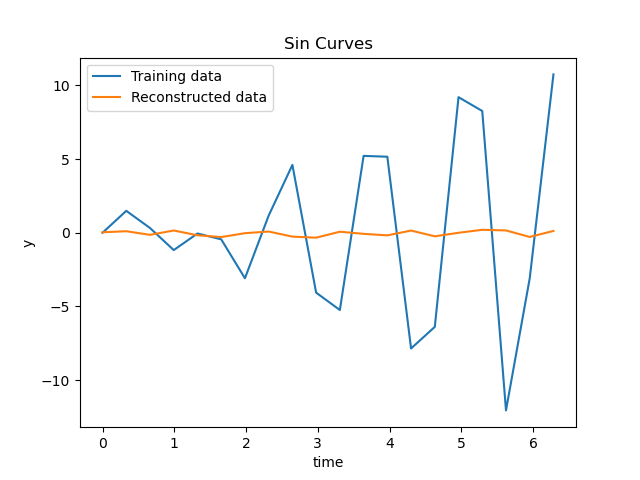 Sin Curves
Training data
Reconstructed data
10
5
0
−5
−10
y
0 1 2 3 4 5 6
time